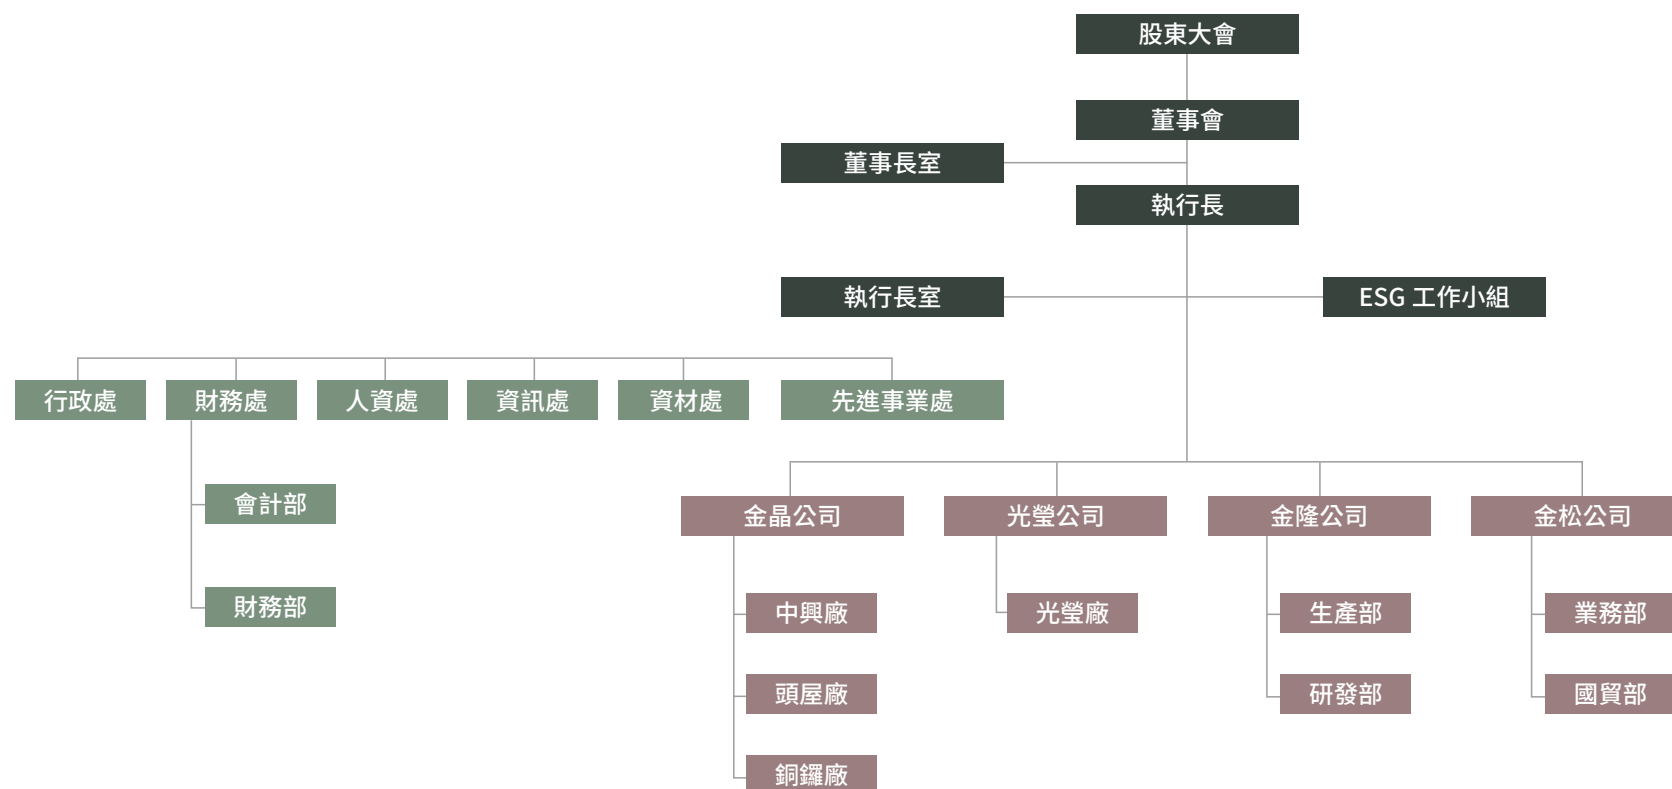 股東大會
董事會
董事長室
執行長
執行長室
ESG 工作小組
行政處
財務處
人資處
資訊處
資材處
先進事業處
會計部
財務部
金晶公司
光瑩公司
金隆公司
金松公司
中興廠
光瑩廠
生產部
業務部
頭屋廠
研發部
國貿部
銅鑼廠